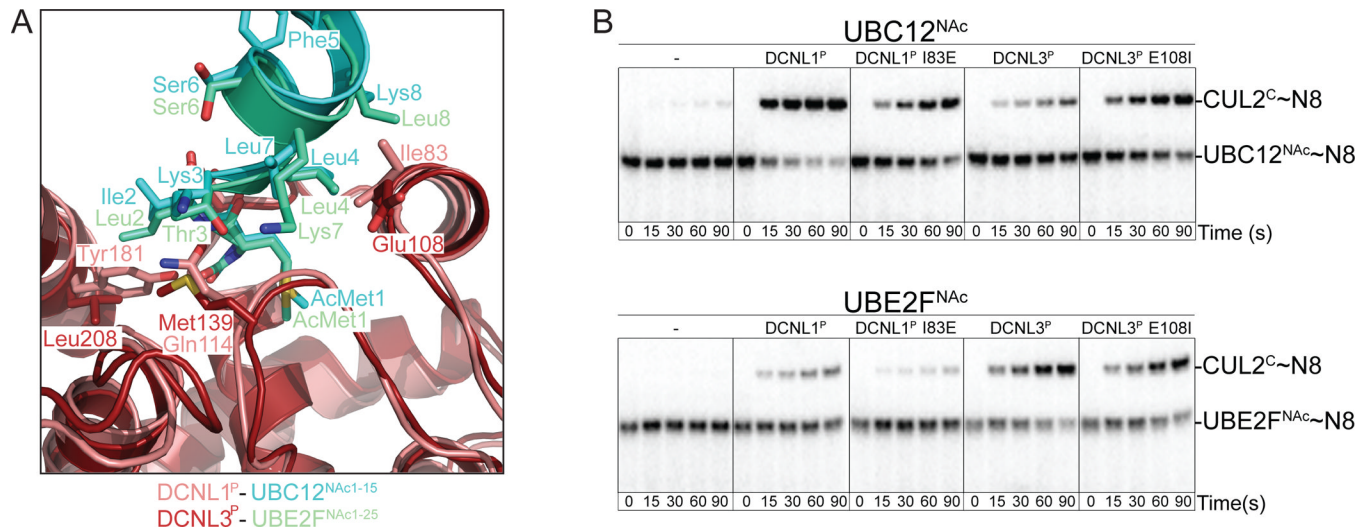 A
Phe5
Ser6
Ser6
Lys8
Leu8
Leu7
Leu4
Ile83
Lys3
Ile2
Leu4
Leu2
Thr3
Lys7
Glu108
Tyr181
AcMet1
AcMet1
Met139
Leu208
Gln114
DCNL1ᴾ-UBC12ᴺᴬᶜ¹⁻¹⁵
DCNL3ᴾ-UBE2Fᴺᴬᶜ¹⁻²⁵
B
UBC12ᴺᴬᶜ
- DCNL1ᴾ DCNL1ᴾ I83E DCNL3ᴾ DCNL3ᴾ E108I
-CUL2ᶜ~N8
-UBC12ᴺᴬᶜ~N8
0 15 30 60 90 0 15 30 60 90 0 15 30 60 90 0 15 30 60 90 0 15 30 60 90 Time (s)
UBE2Fᴺᴬᶜ
- DCNL1ᴾ DCNL1ᴾ I83E DCNL3ᴾ DCNL3ᴾ E108I
-CUL2ᶜ~N8
-UBE2Fᴺᴬᶜ~N8
0 15 30 60 90 0 15 30 60 90 0 15 30 60 90 0 15 30 60 90 0 15 30 60 90 Time(s)